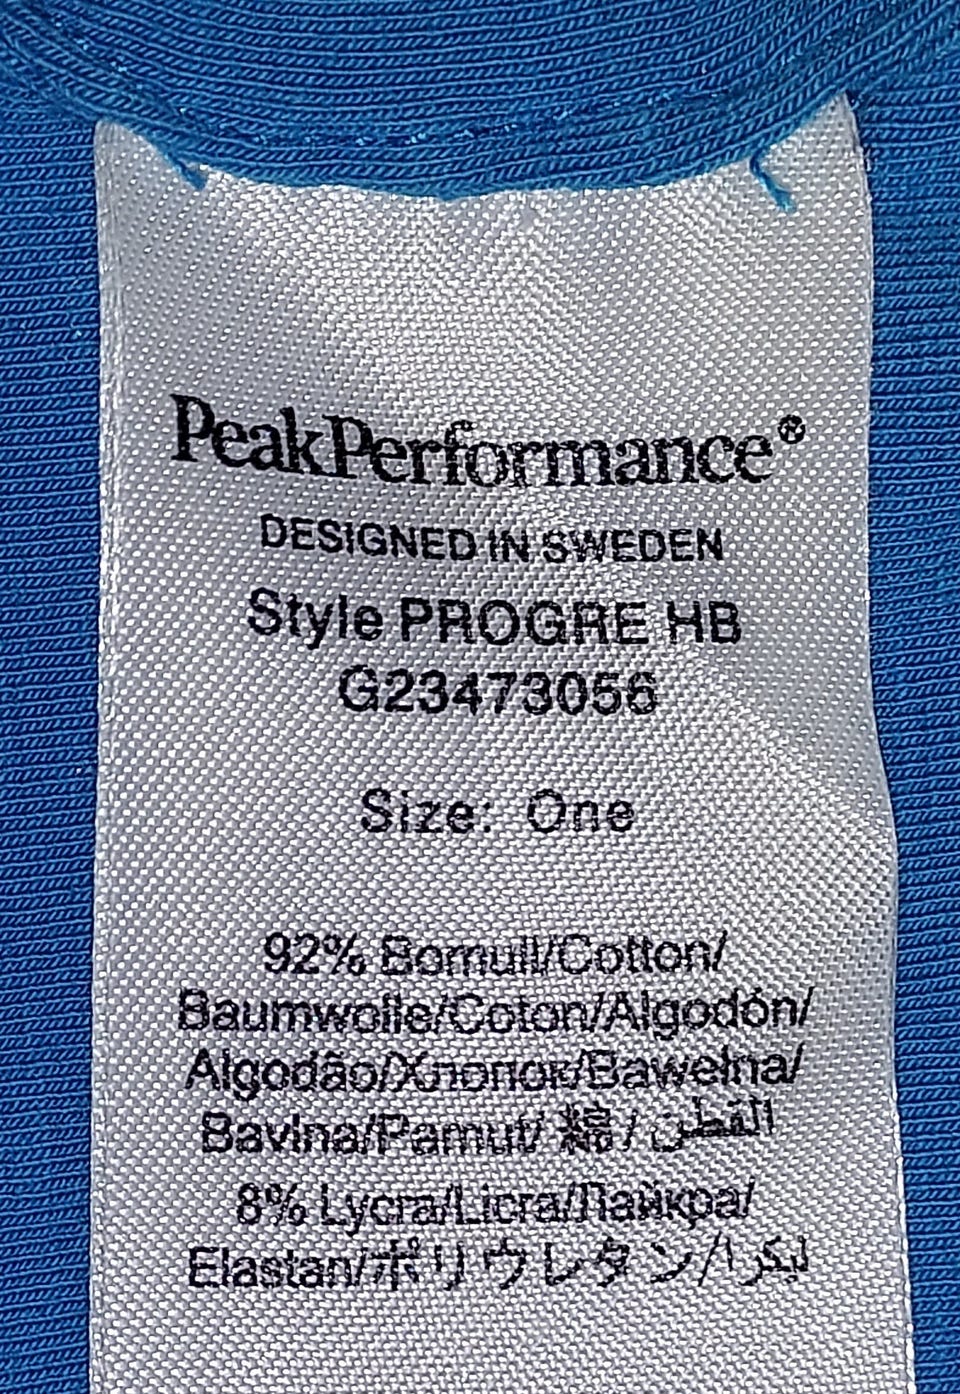 PeakPerformance®
DESIGNED IN SWEDEN
Style PROGRE HB
G23473056
Size: One
92% Bomull/Cotton/
Baumwolle/Coton/Algodón/
Algodão/Хлопок/Bawełna/
Bavlna/Pamut/ 綿 / القطن
8% Lycra/Licra/Лайкра/
Elastan/ポリウレタン/ليكرا